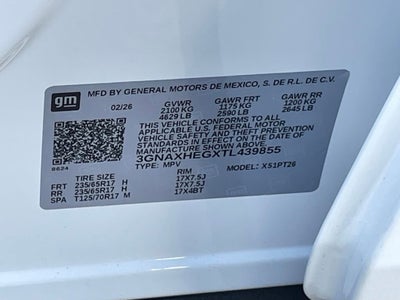 gm
MFD BY GENERAL MOTORS DE MEXICO, S. DE R.L. DE C.V.
02/26 GVWR GAWR FRT GAWR RR
2100 KG 1175 KG 1200 KG
4629 LB 2590 LB 2645 LB
THIS VEHICLE CONFORMS TO ALL
APPLICABLE U.S. FEDERAL MOTOR
VEHICLE SAFETY AND THEFT PREVENTION
STANDARDS IN EFFECT ON THE DATE OF
MANUFACTURE SHOWN ABOVE.
3GNAXHEGXTL439855
8624 TYPE: MPV MODEL: XS1PT26
TIRE SIZE RIM
FRT 235/65R17 H 17X7.5J
RR 235/65R17 H 17X7.5J
SPA T125/70R17 M 17X4BT